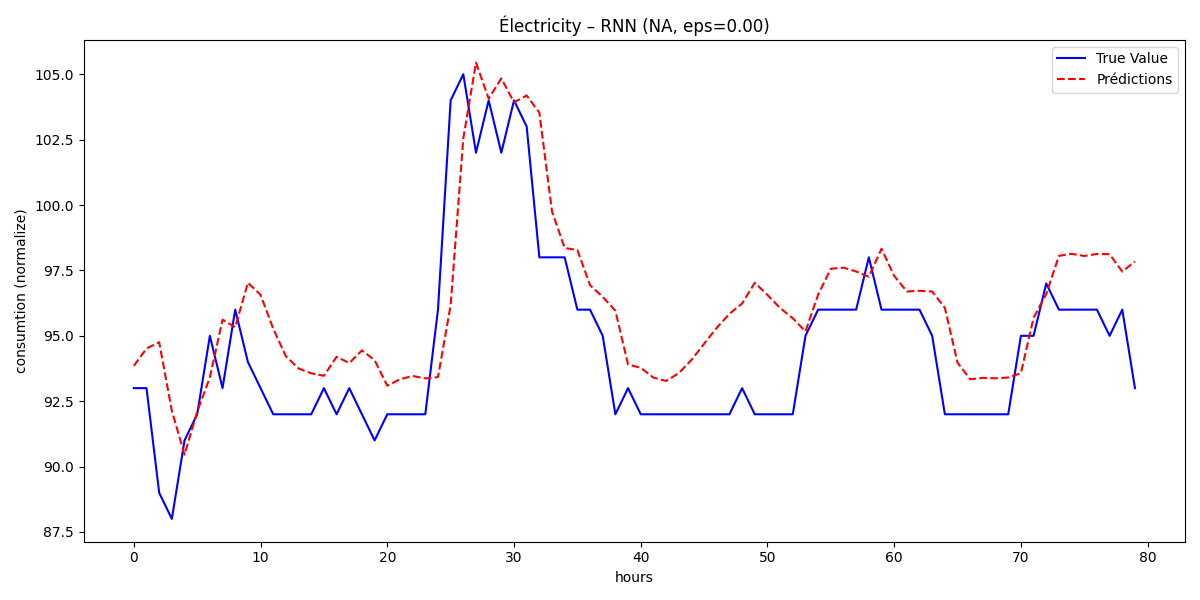 Électricity – RNN (NA, eps=0.00)
True Value
Prédictions
consumtion (normalize)
105.0
102.5
100.0
97.5
95.0
92.5
90.0
87.5
0 10 20 30 40 50 60 70 80
hours